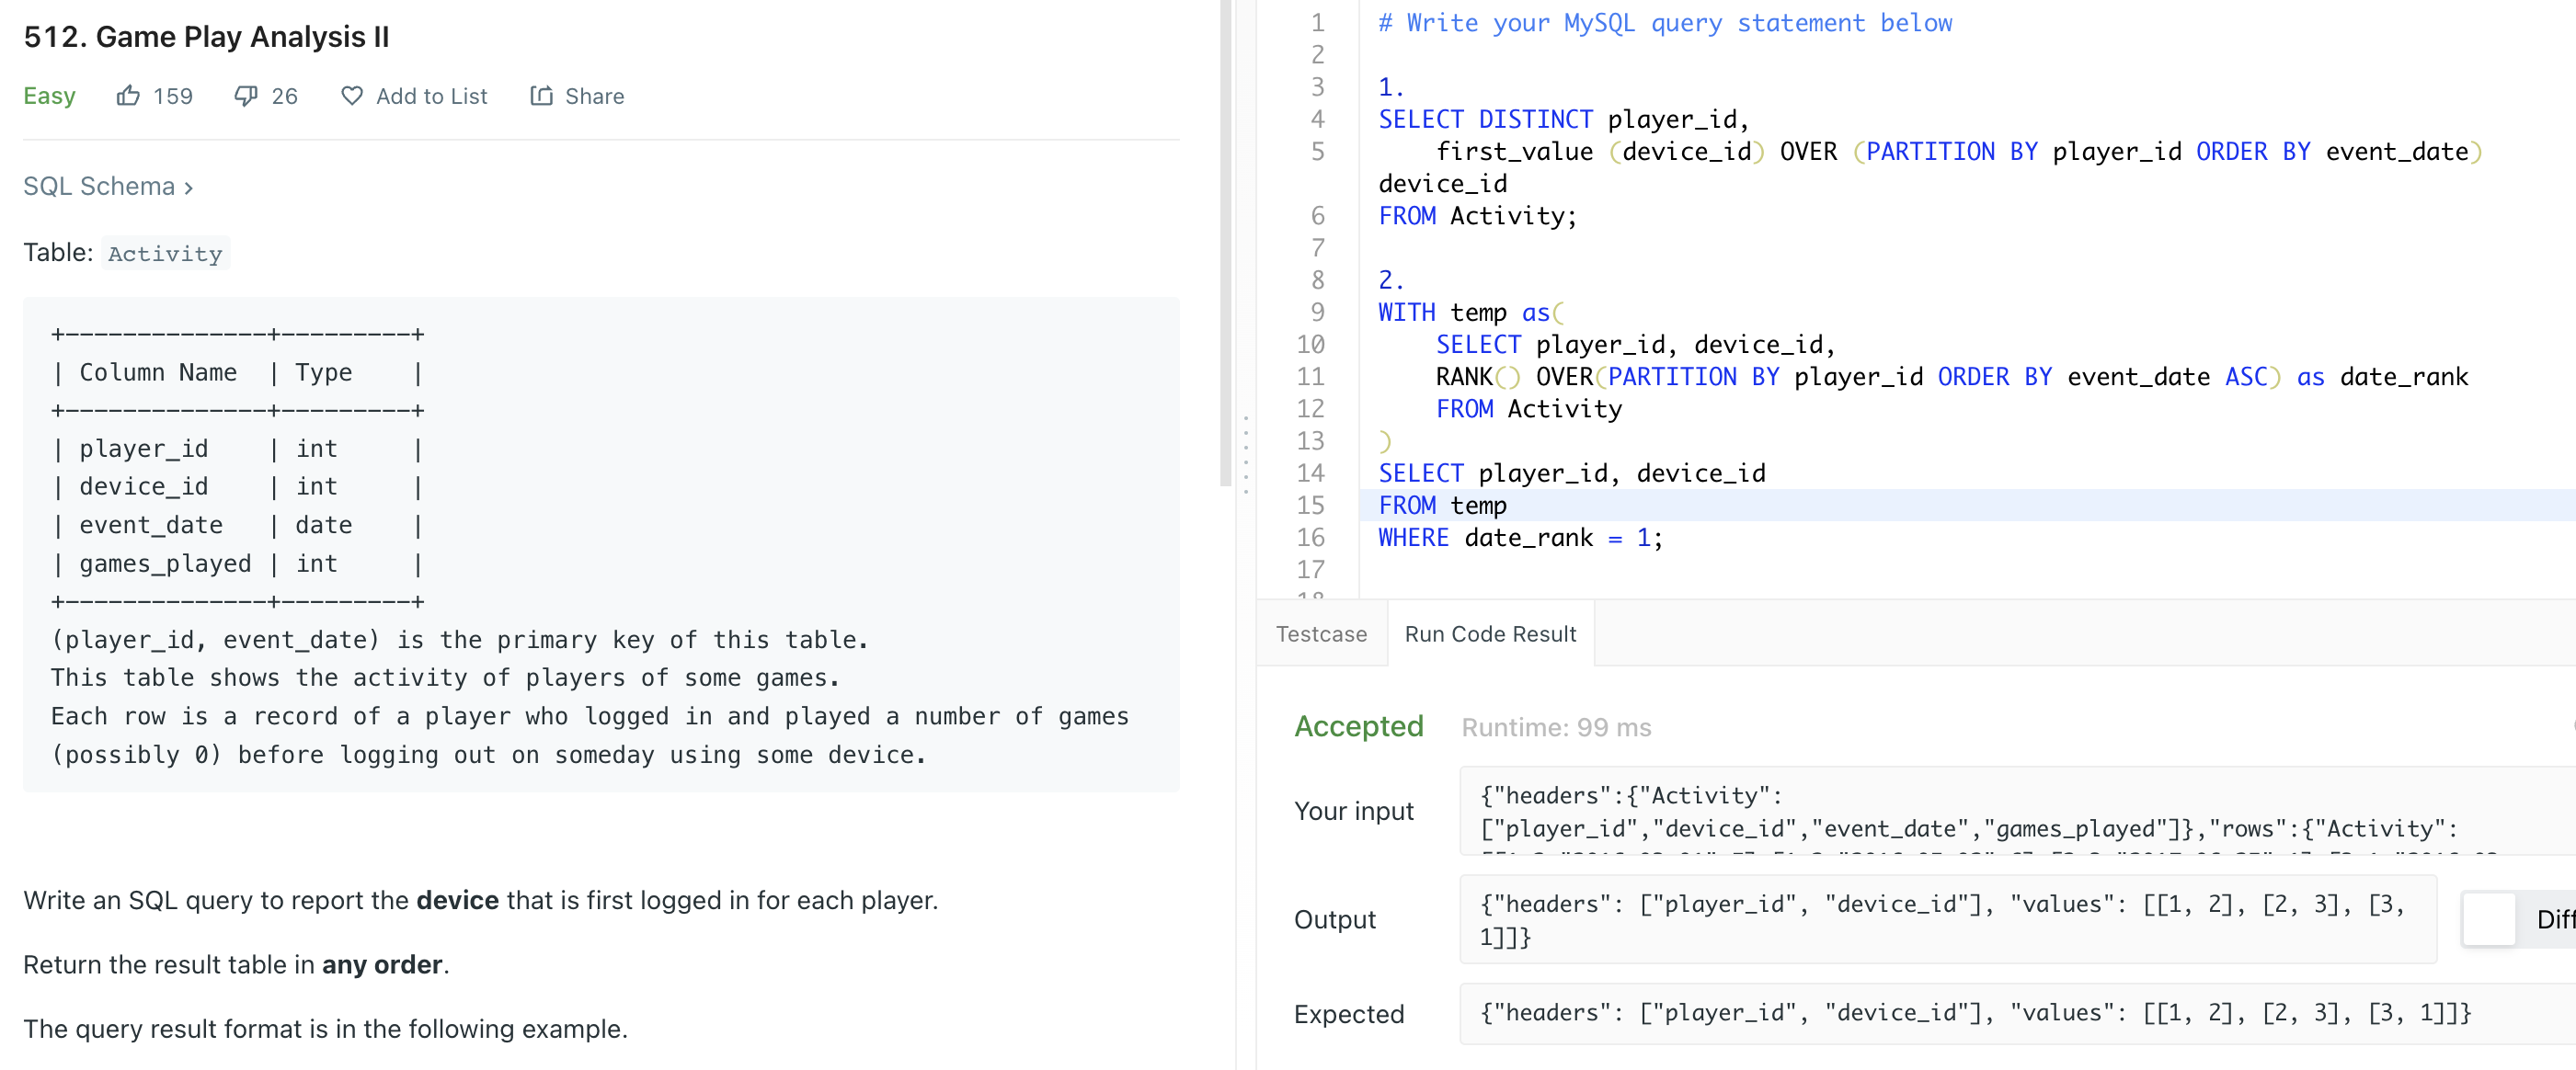 512. Game Play Analysis II
Easy 159 26 Add to List Share
SQL Schema ›
Table: Activity
+--------------+---------+
| Column Name  | Type    |
+--------------+---------+
| player_id    | int     |
| device_id    | int     |
| event_date   | date    |
| games_played | int     |
+--------------+---------+
(player_id, event_date) is the primary key of this table.
This table shows the activity of players of some games.
Each row is a record of a player who logged in and played a number of games
(possibly 0) before logging out on someday using some device.
Write an SQL query to report the device that is first logged in for each player.
Return the result table in any order.
The query result format is in the following example.
1 # Write your MySQL query statement below
2
3 1.
4 SELECT DISTINCT player_id,
5     first_value (device_id) OVER (PARTITION BY player_id ORDER BY event_date)
device_id
6 FROM Activity;
7
8 2.
9 WITH temp as(
10     SELECT player_id, device_id,
11     RANK() OVER(PARTITION BY player_id ORDER BY event_date ASC) as date_rank
12     FROM Activity
13 )
14 SELECT player_id, device_id
15 FROM temp
16 WHERE date_rank = 1;
17
Testcase Run Code Result
Accepted Runtime: 99 ms
Your input
{"headers":{"Activity":
["player_id","device_id","event_date","games_played"]},"rows":{"Activity":
Output
{"headers": ["player_id", "device_id"], "values": [[1, 2], [2, 3], [3,
1]]}
Diff
Expected
{"headers": ["player_id", "device_id"], "values": [[1, 2], [2, 3], [3, 1]]}